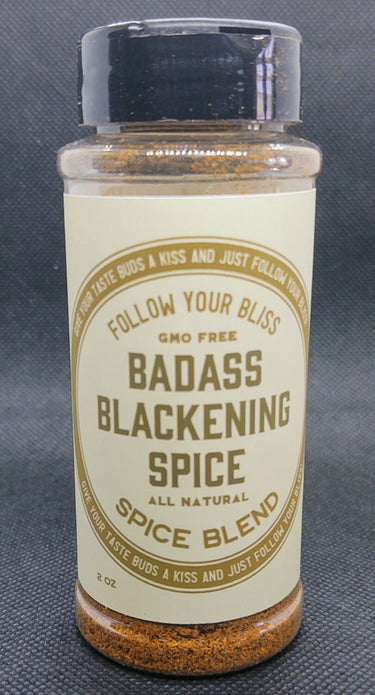 GIVE YOUR TASTE BUDS A KISS AND JUST FOLLOW YOUR BLISS
FOLLOW YOUR BLISS
GMO FREE
BADASS
BLACKENING
SPICE
ALL NATURAL
SPICE BLEND
GIVE YOUR TASTE BUDS A KISS AND JUST FOLLOW YOUR BLISS
2 OZ